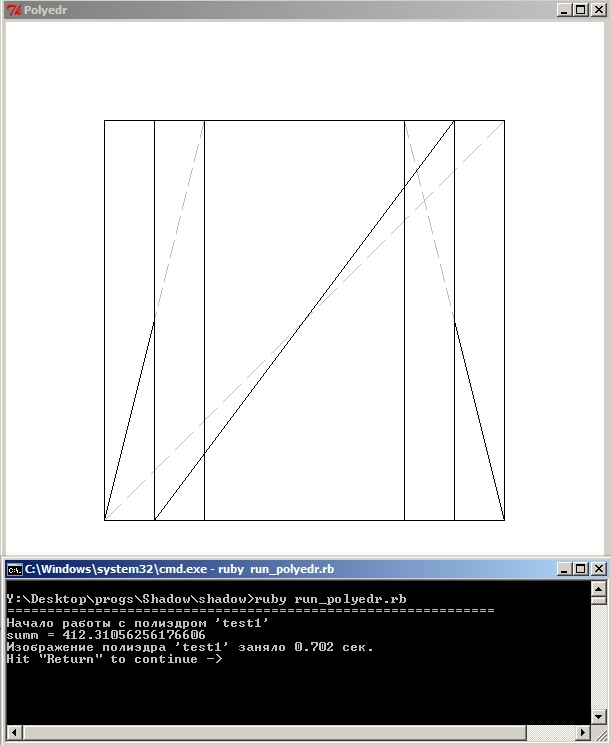 Polyedr
C:\Windows\system32\cmd.exe - ruby  run_polyedr.rb
Y:\Desktop\progs\Shadow\shadow>ruby run_polyedr.rb
=============================================================
Начало работы с полиэдром 'test1'
summ = 412.31056256176606
Изображение полиэдра 'test1' заняло 0.702 сек.
Hit "Return" to continue ->